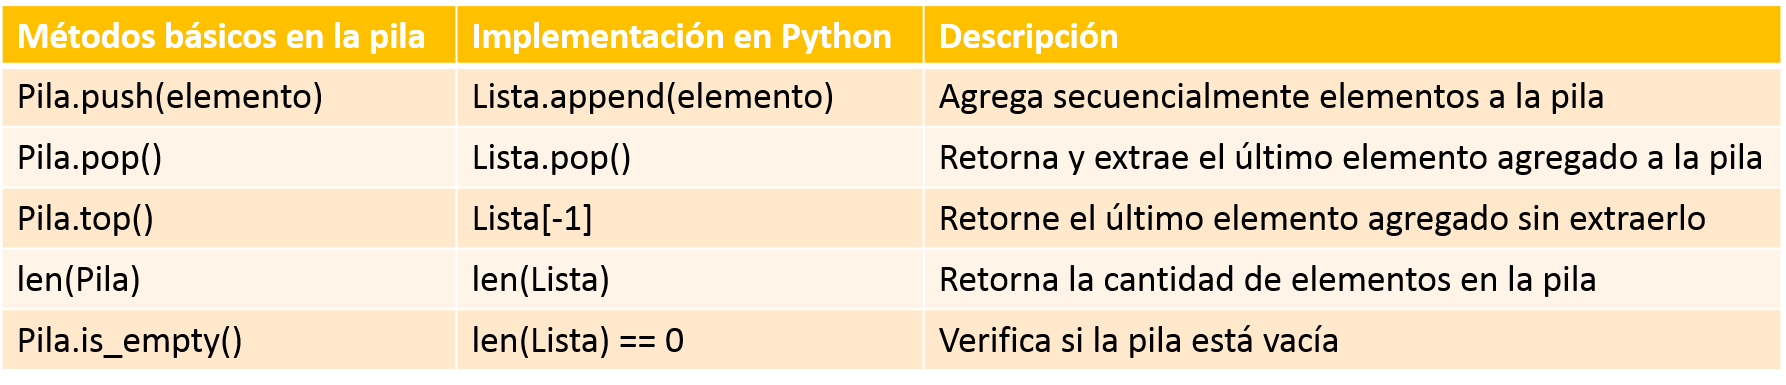 Métodos básicos en la pila Implementación en Python Descripción
Pila.push(elemento) Lista.append(elemento) Agrega secuencialmente elementos a la pila
Pila.pop() Lista.pop() Retorna y extrae el último elemento agregado a la pila
Pila.top() Lista[-1] Retorne el último elemento agregado sin extraerlo
len(Pila) len(Lista) Retorna la cantidad de elementos en la pila
Pila.is_empty() len(Lista) == 0 Verifica si la pila está vacía